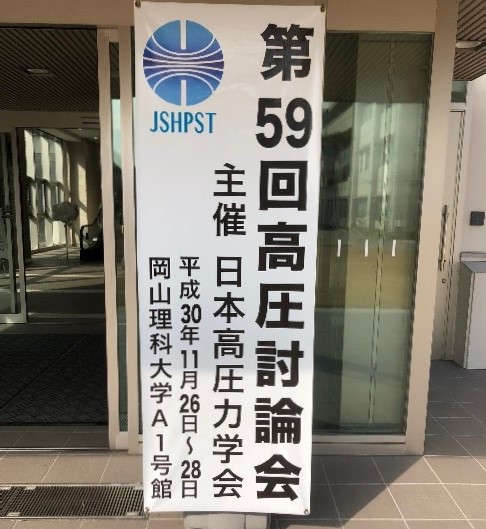 JSHPST
第59回高圧討論会
主催 日本高圧力学会
平成30年11月26日～28日
岡山理科大学A1号館